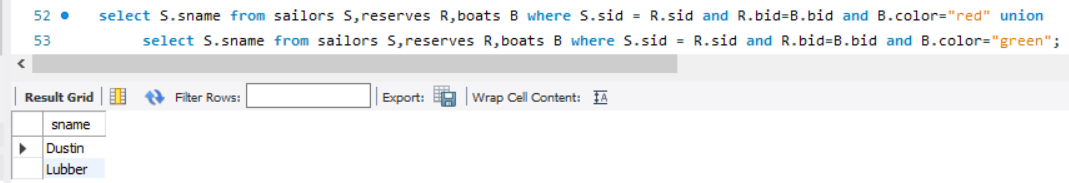 52 select S.sname from sailors S,reserves R,boats B where S.sid = R.sid and R.bid=B.bid and B.color="red" union
53 select S.sname from sailors S,reserves R,boats B where S.sid = R.sid and R.bid=B.bid and B.color="green";
Result Grid Filter Rows: Export: Wrap Cell Content: IA
sname
Dustin
Lubber